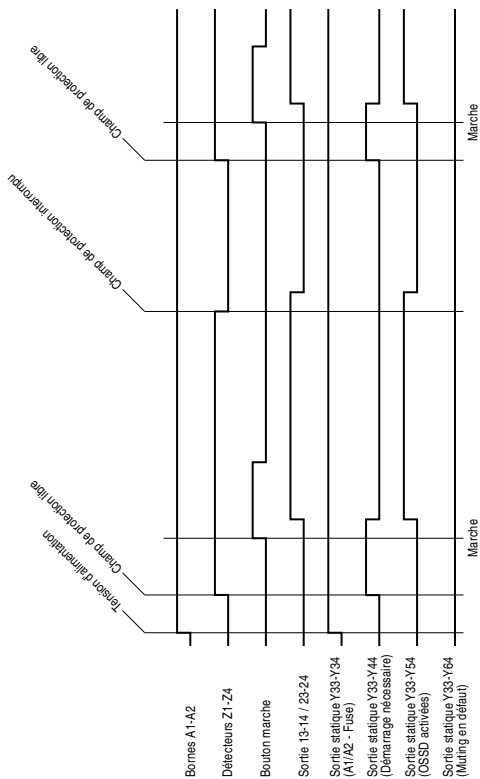 Tension d'alimentation
Champ de protection libre
Champ de protection interrompu
Champ de protection libre
Bornes A1-A2
Détecteurs Z1-Z4
Bouton marche
Sortie 13-14 / 23-24
Sortie statique Y33-Y34
(A1/A2 - Fuse)
Sortie statique Y33-Y44
(Démarrage nécessaire)
Sortie statique Y33-Y54
(OSSD activées)
Sortie statique Y33-Y64
(Muting en défaut)
Marche
Marche